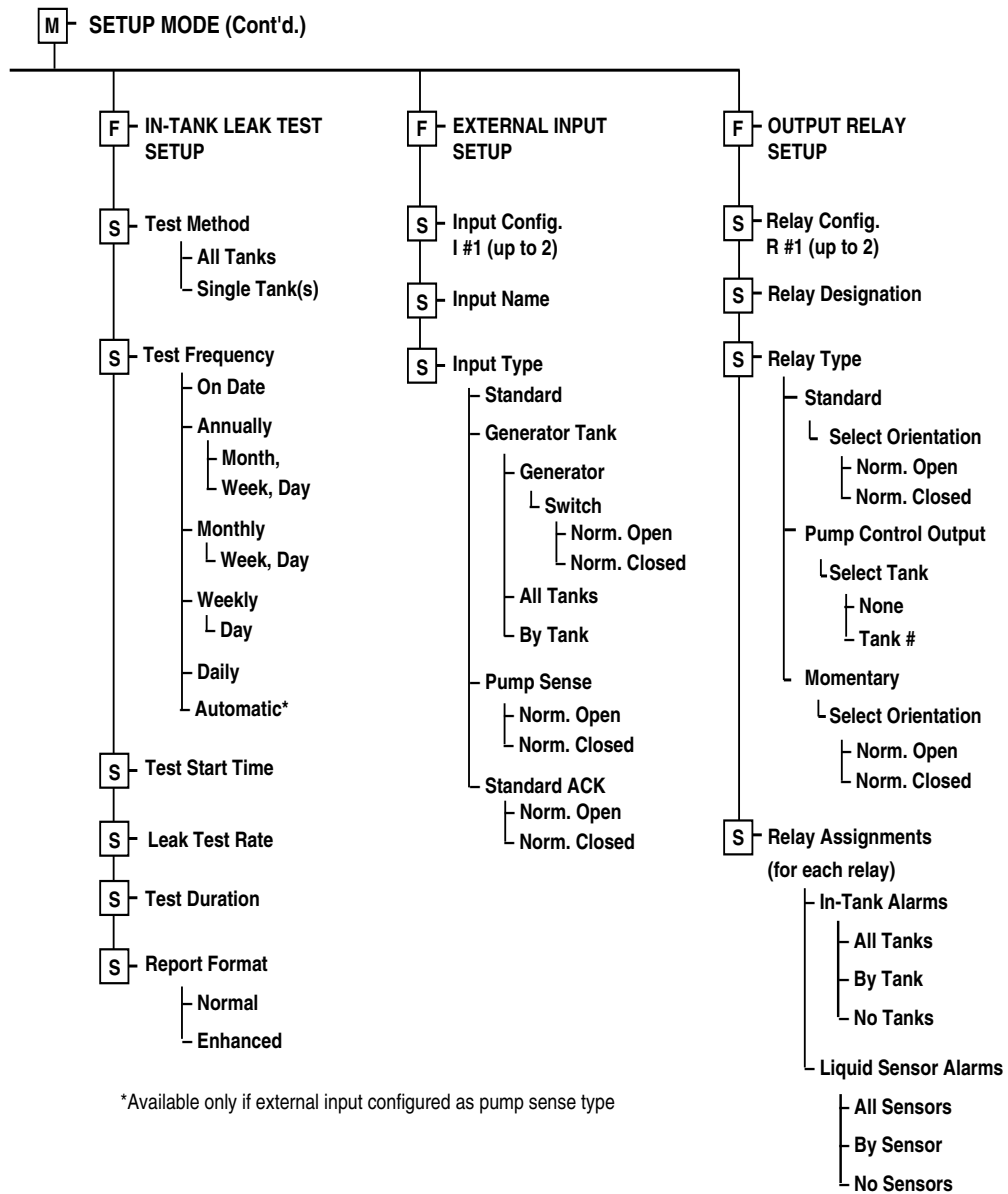 M SETUP MODE (Cont'd.)
F IN-TANK LEAK TEST
SETUP
S Test Method
All Tanks
Single Tank(s)
S Test Frequency
On Date
Annually
Month,
Week, Day
Monthly
Week, Day
Weekly
Day
Daily
Automatic*
S Test Start Time
S Leak Test Rate
S Test Duration
S Report Format
Normal
Enhanced
F EXTERNAL INPUT
SETUP
S Input Config.
I #1 (up to 2)
S Input Name
S Input Type
Standard
Generator Tank
Generator
Switch
Norm. Open
Norm. Closed
All Tanks
By Tank
Pump Sense
Norm. Open
Norm. Closed
Standard ACK
Norm. Open
Norm. Closed
F OUTPUT RELAY
SETUP
S Relay Config.
R #1 (up to 2)
S Relay Designation
S Relay Type
Standard
Select Orientation
Norm. Open
Norm. Closed
Pump Control Output
Select Tank
None
Tank #
Momentary
Select Orientation
Norm. Open
Norm. Closed
S Relay Assignments
(for each relay)
In-Tank Alarms
All Tanks
By Tank
No Tanks
Liquid Sensor Alarms
All Sensors
By Sensor
No Sensors
*Available only if external input configured as pump sense type